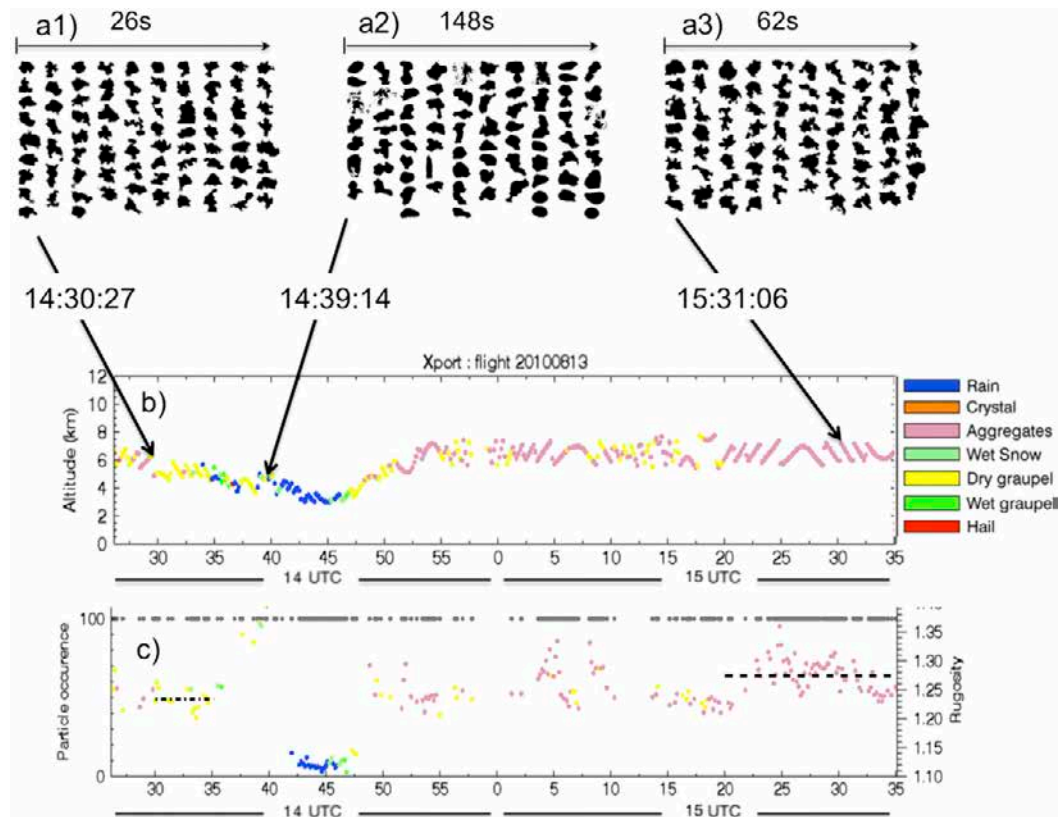 a1) 26s a2) 148s a3) 62s
14:30:27 14:39:14 15:31:06
Xport : flight 20100813
b)
Altitude (km)
12
10
8
6
4
2
0
30 35 40 45 50 55 0 5 10 15 20 25 30 35
14 UTC 15 UTC
Rain
Crystal
Aggregates
Wet Snow
Dry graupel
Wet graupell
Hail
c)
Particle occurence
100
0
Rugosity
1.35
1.30
1.25
1.20
1.15
1.10
30 35 40 45 50 55 0 5 10 15 20 25 30 35
14 UTC 15 UTC